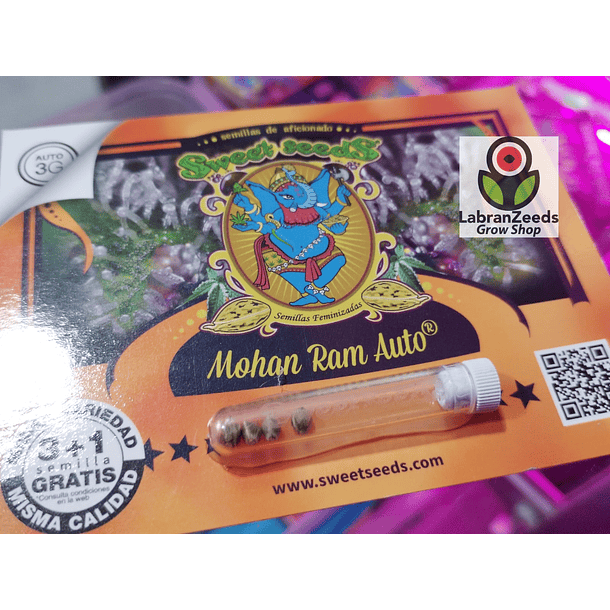 AUTO
3G
semillas de aficionado
Sweet seeds
LabranZeeds
Grow Shop
Semillas Feminizadas
Mohan Ram Auto®
3+1
semilla
GRATIS
*Consulta condiciones
en la web
MISMA CALIDAD
www.sweetseeds.com